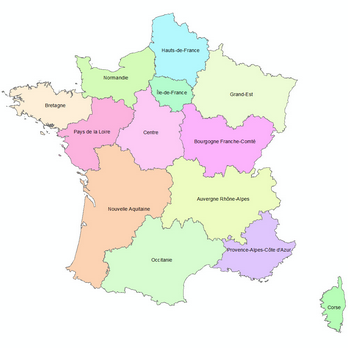 Hauts-de-France
Normandie
Île-de-France
Grand-Est
Bretagne
Pays de la Loire
Centre
Bourgogne Franche-Comté
Auvergne Rhône-Alpes
Nouvelle Aquitaine
Provence-Alpes-Côte d'Azur
Occitanie
Corse